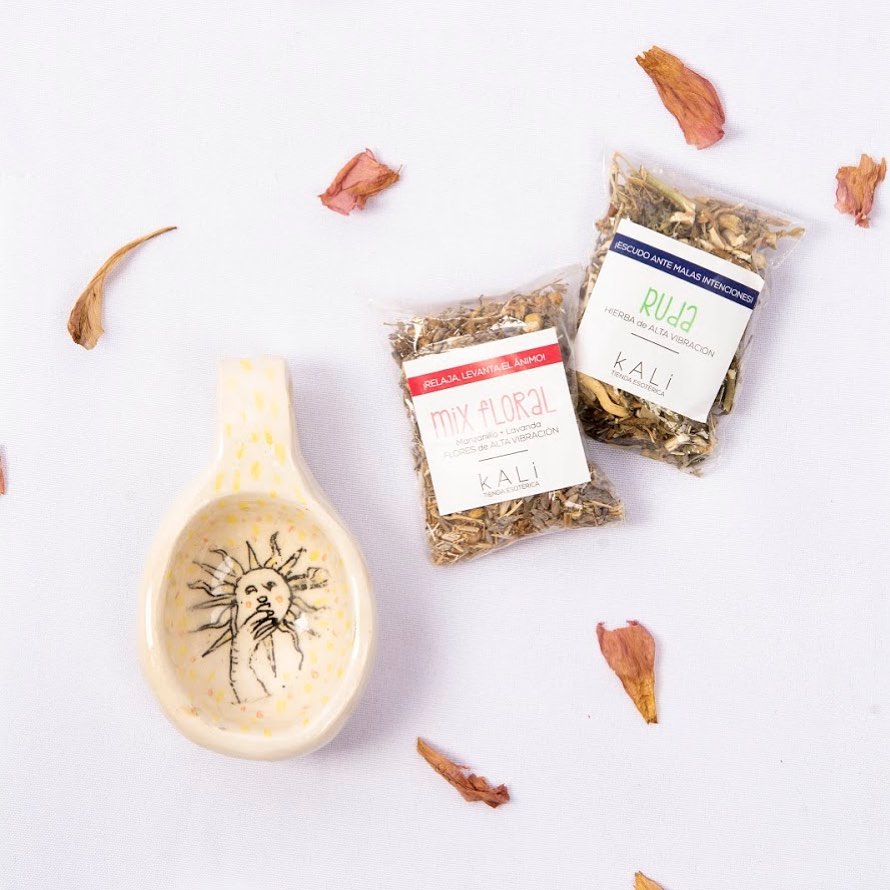 ¡RELAJA, LEVANTA EL ÁNIMO!
MIX FLORAL
Manzanilla + Lavanda
FLORES de ALTA VIBRACIÓN
KALI
TIENDA ESOTÉRICA
¡ESCUDO ANTE MALAS INTENCIONES!
RUDA
HIERBA de ALTA VIBRACIÓN
KALI
TIENDA ESOTÉRICA